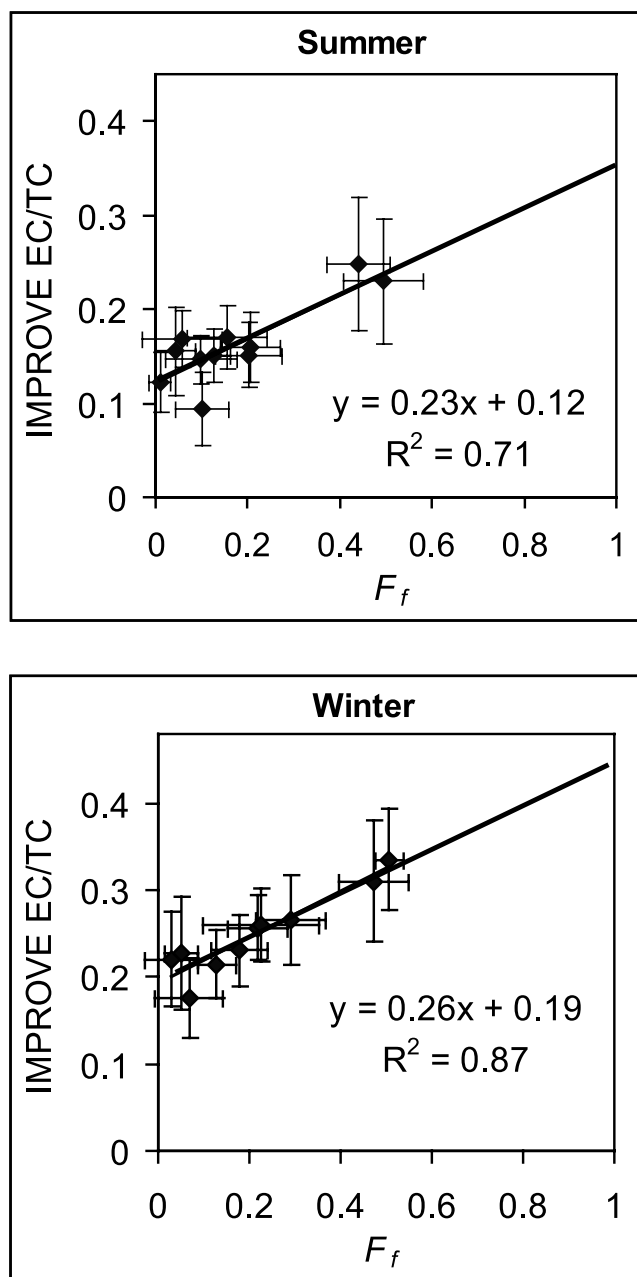 Summer
IMPROVE EC/TC
0.4
0.3
0.2
0.1
0
y = 0.23x + 0.12
R² = 0.71
0 0.2 0.4 0.6 0.8 1
F_f
Winter
IMPROVE EC/TC
0.4
0.3
0.2
0.1
0
y = 0.26x + 0.19
R² = 0.87
0 0.2 0.4 0.6 0.8 1
F_f